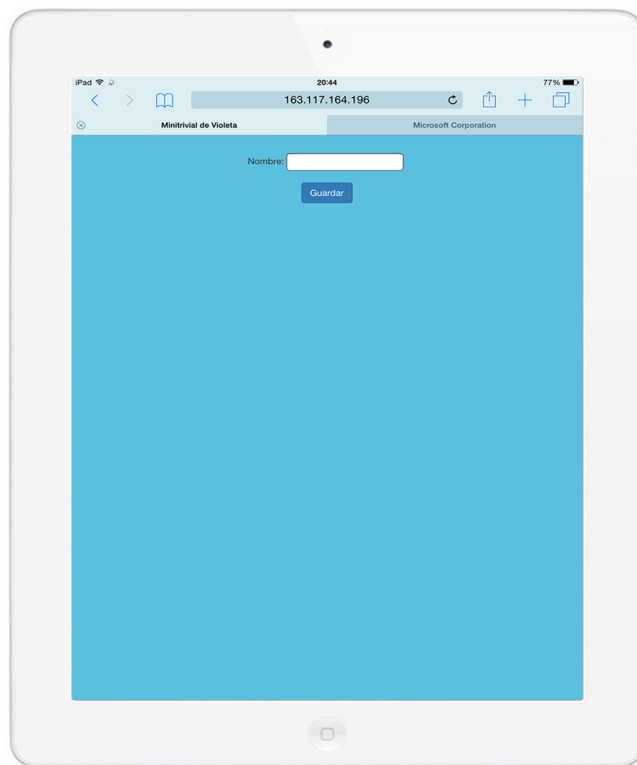 iPad 20:44 77%
163.117.164.196
Minitrivial de Violeta Microsoft Corporation
Nombre:
Guardar